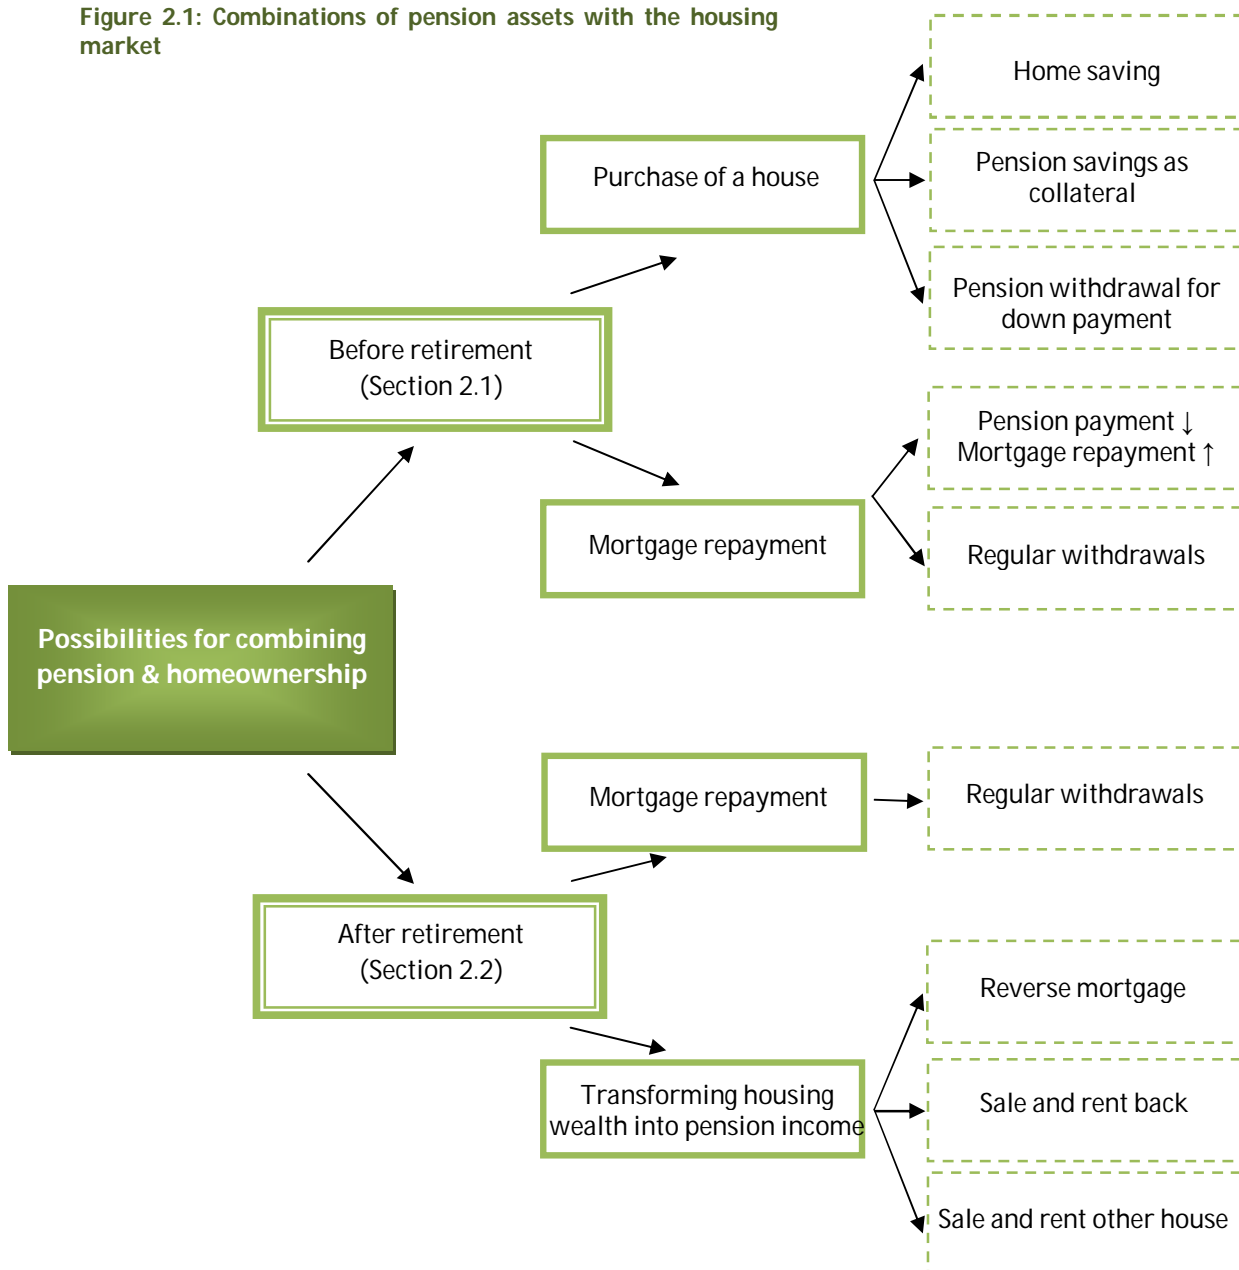 Figure 2.1: Combinations of pension assets with the housing
market
Home saving
Purchase of a house
Pension savings as
collateral
Pension withdrawal for
down payment
Before retirement
(Section 2.1)
Pension payment ↓
Mortgage repayment ↑
Mortgage repayment
Regular withdrawals
Possibilities for combining
pension & homeownership
Mortgage repayment
Regular withdrawals
After retirement
(Section 2.2)
Reverse mortgage
Transforming housing
wealth into pension income
Sale and rent back
Sale and rent other house